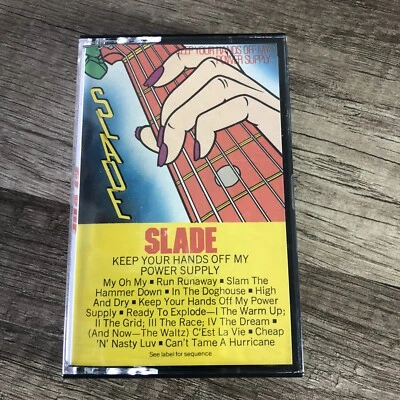 KEEP YOUR HANDS OFF MY
POWER SUPPLY
SLADE
SLADE
KEEP YOUR HANDS OFF MY
POWER SUPPLY
My Oh My ■ Run Runaway ■ Slam The
Hammer Down ■ In The Doghouse ■ High
And Dry ■ Keep Your Hands Off My Power
Supply ■ Ready To Explode—I The Warm Up;
II The Grid; III The Race; IV The Dream ■
(And Now—The Waltz) C'Est La Vie ■ Cheap
'N' Nasty Luv ■ Can't Tame A Hurricane
See label for sequence